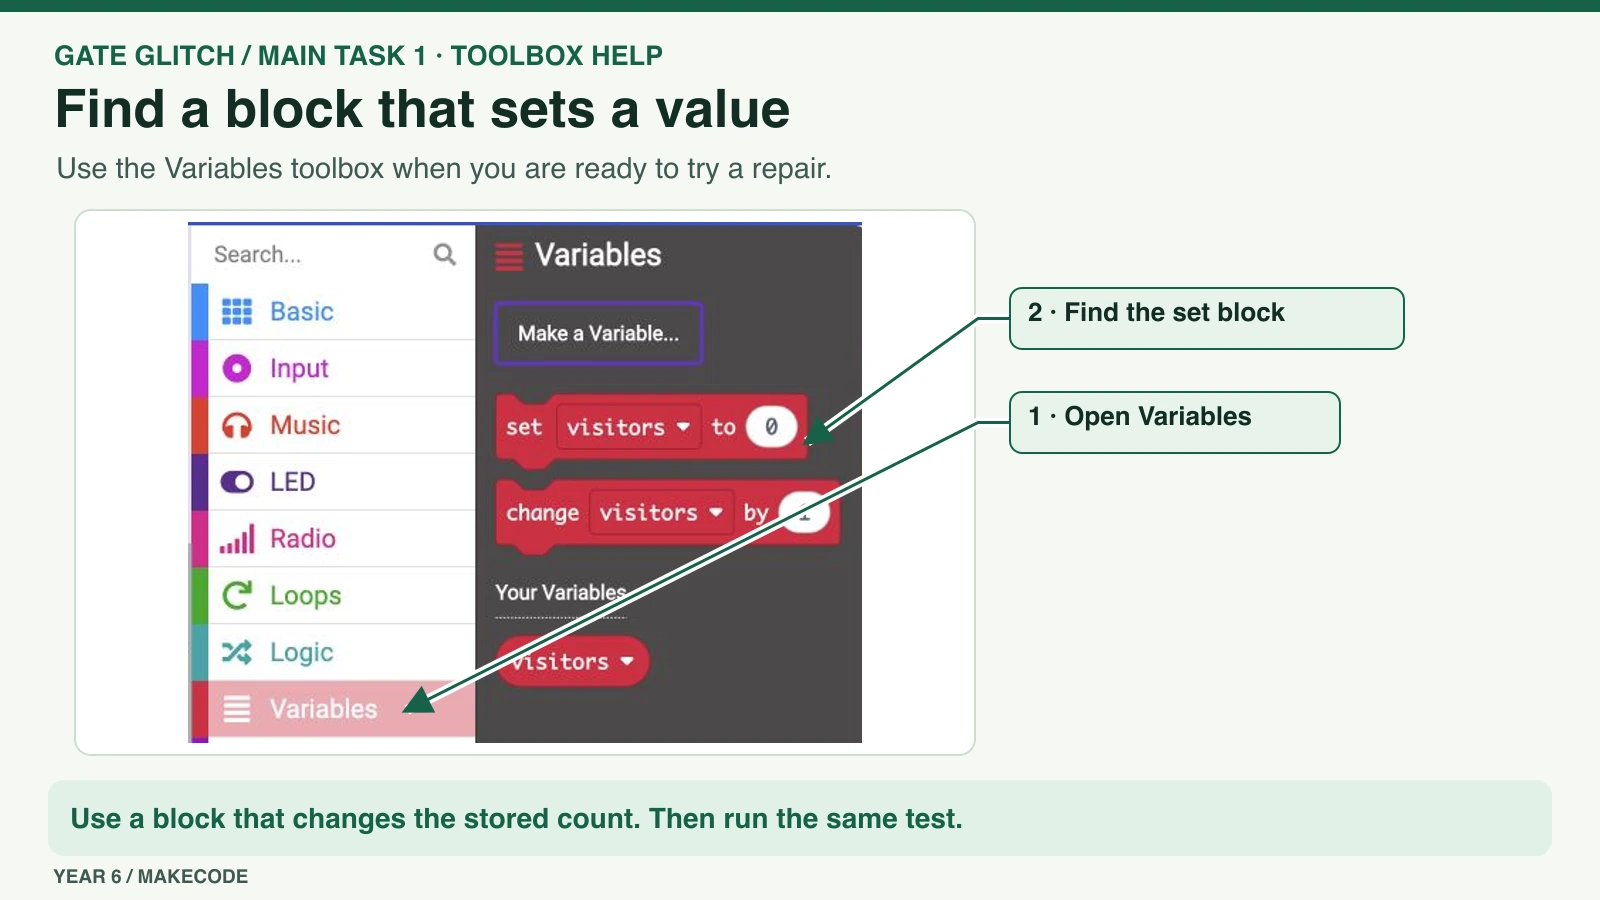 GATE GLITCH / MAIN TASK 1 · TOOLBOX HELP
Find a block that sets a value
Use the Variables toolbox when you are ready to try a repair.
Search...
Basic
Input
Music
LED
Radio
Loops
Logic
Variables
Variables
Make a Variable...
set visitors to 0
change visitors by 1
Your Variables
visitors
2 · Find the set block
1 · Open Variables
Use a block that changes the stored count. Then run the same test.
YEAR 6 / MAKECODE